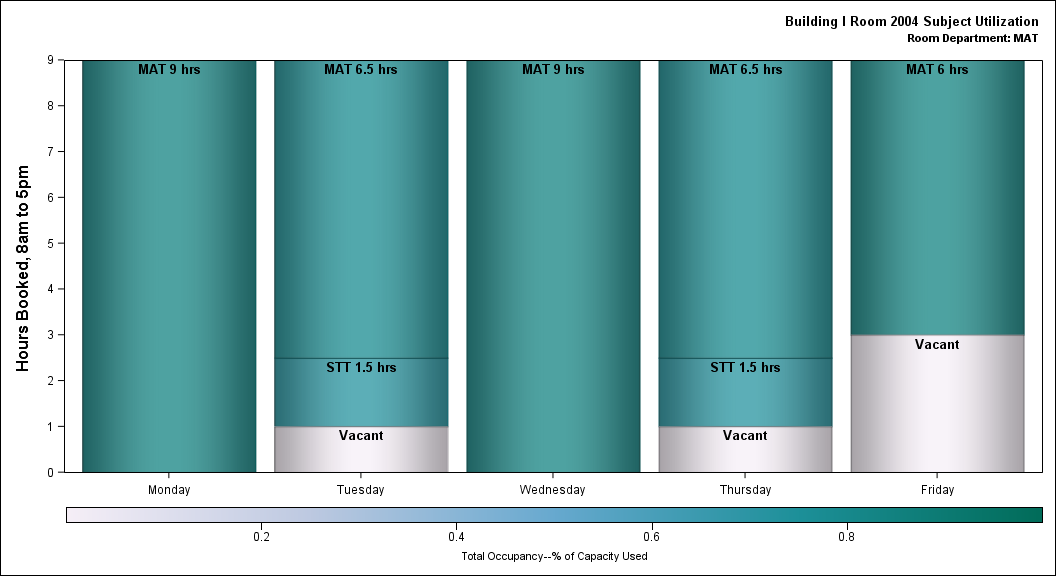 Building I Room 2004 Subject Utilization
Room Department: MAT
Hours Booked, 8am to 5pm
9
8
7
6
5
4
3
2
1
0
MAT 9 hrs
MAT 6.5 hrs
STT 1.5 hrs
Vacant
MAT 9 hrs
MAT 6.5 hrs
STT 1.5 hrs
Vacant
MAT 6 hrs
Vacant
Monday Tuesday Wednesday Thursday Friday
0.2 0.4 0.6 0.8
Total Occupancy--% of Capacity Used